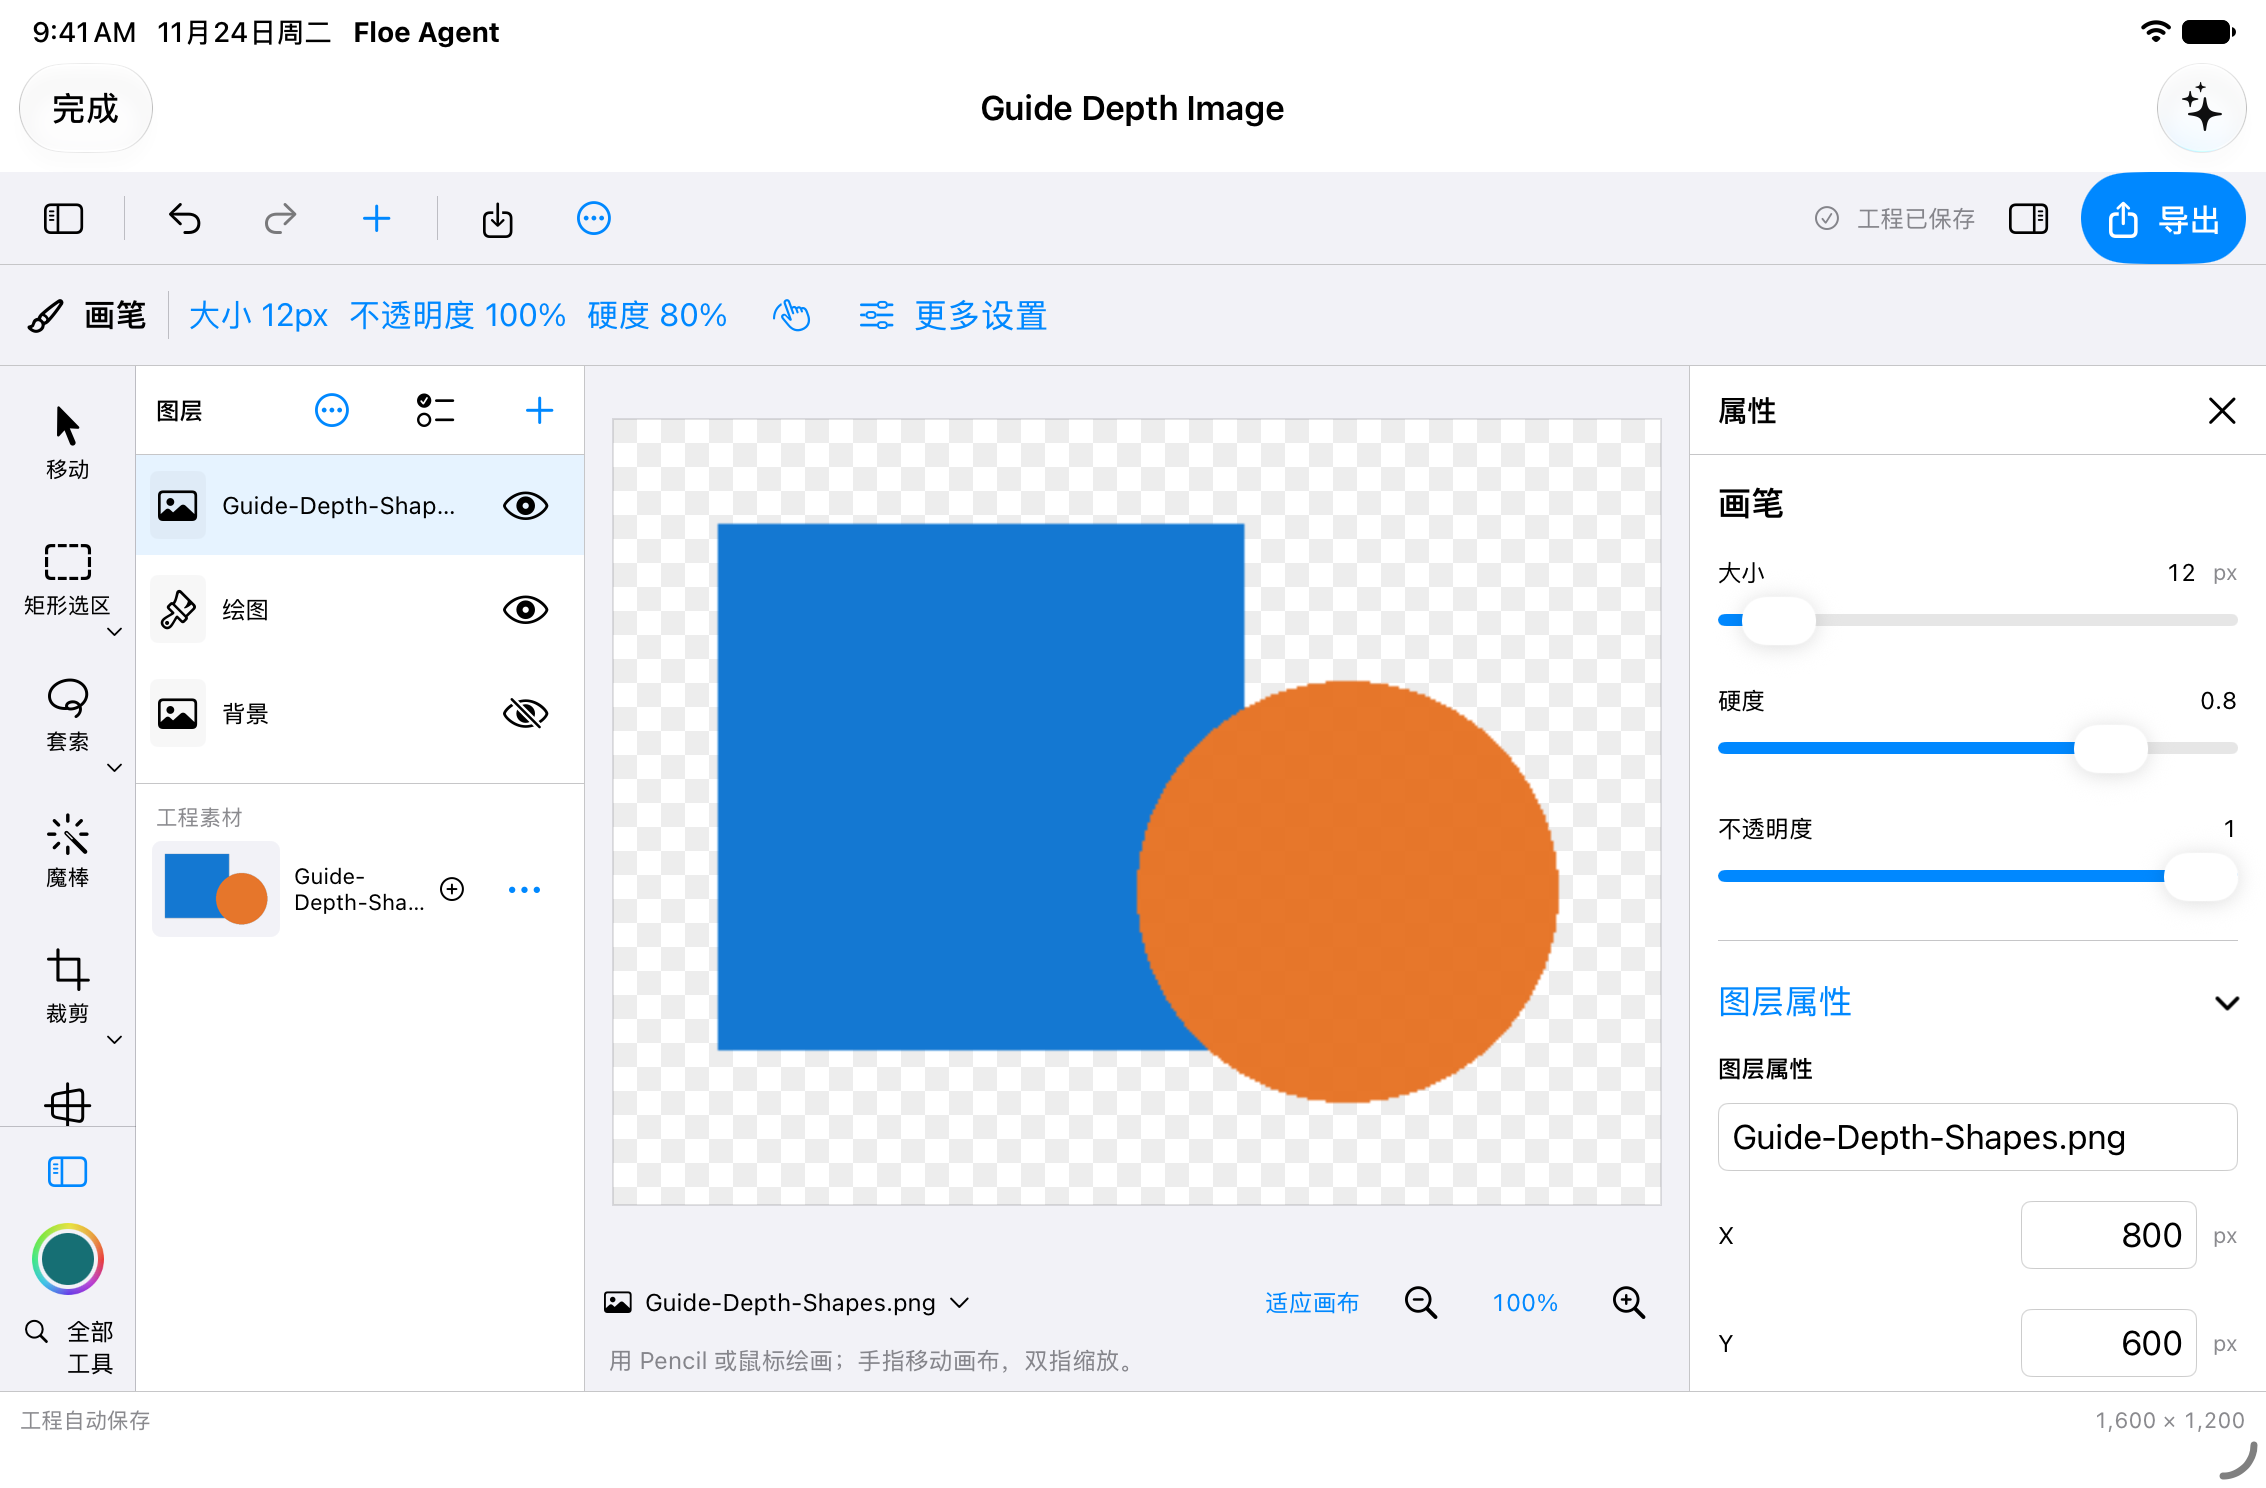 9:41 AM 11月24日周二 Floe Agent
完成
Guide Depth Image
工程已保存
导出
画笔
大小 12px 不透明度 100% 硬度 80%
更多设置
移动
矩形选区
套索
魔棒
裁剪
全部
工具
图层
Guide-Depth-Shap...
绘图
背景
工程素材
Guide-
Depth-Sha...
Guide-Depth-Shapes.png
适应画布
100%
用 Pencil 或鼠标绘画；手指移动画布，双指缩放。
属性
画笔
大小 12 px
硬度 0.8
不透明度 1
图层属性
图层属性
Guide-Depth-Shapes.png
X 800 px
Y 600 px
工程自动保存
1,600 × 1,200